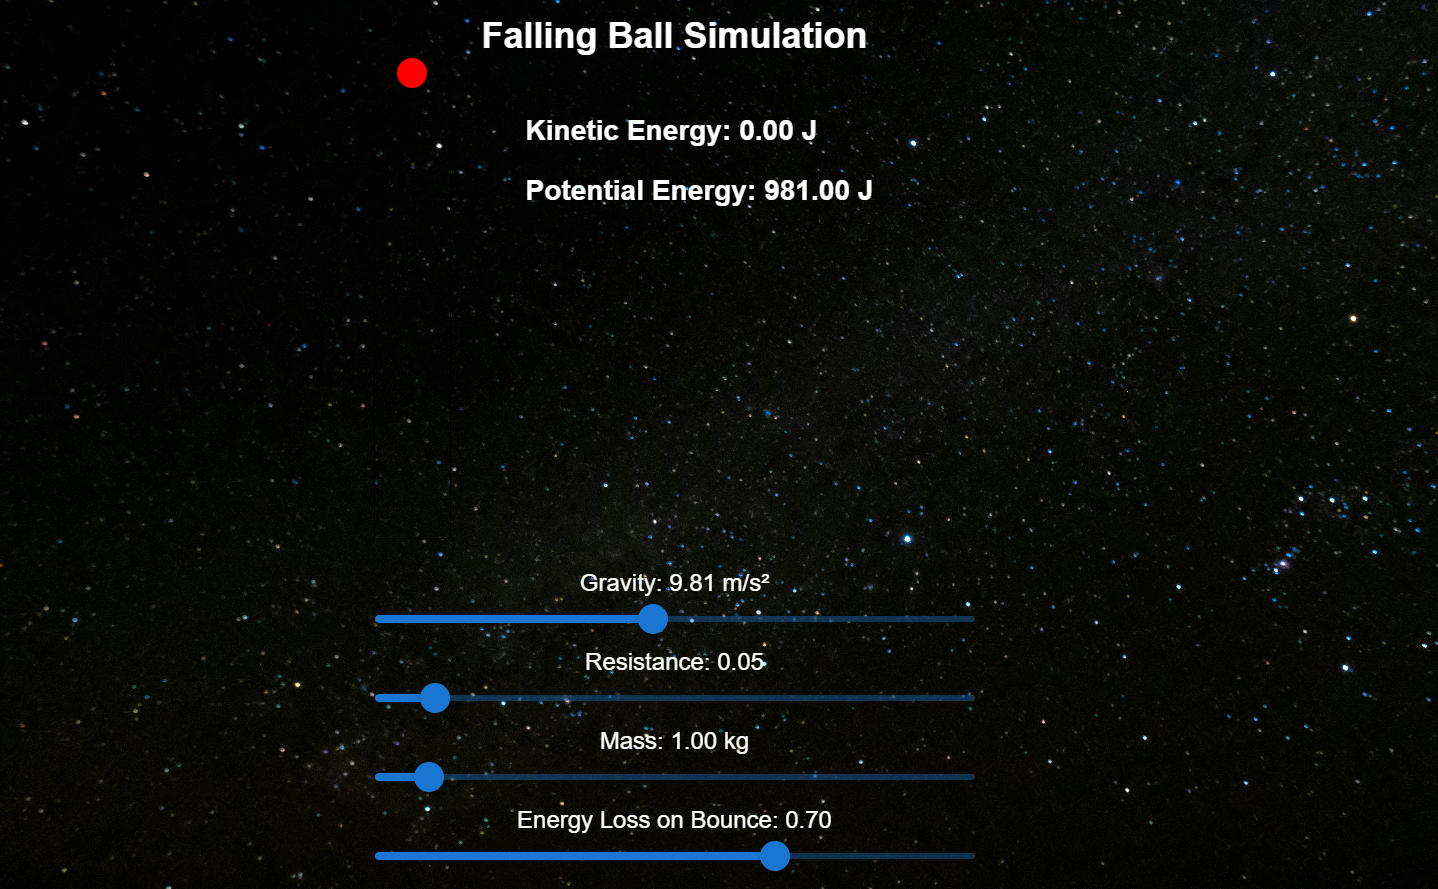 Falling Ball Simulation
Kinetic Energy: 0.00 J
Potential Energy: 981.00 J
Gravity: 9.81 m/s²
Resistance: 0.05
Mass: 1.00 kg
Energy Loss on Bounce: 0.70